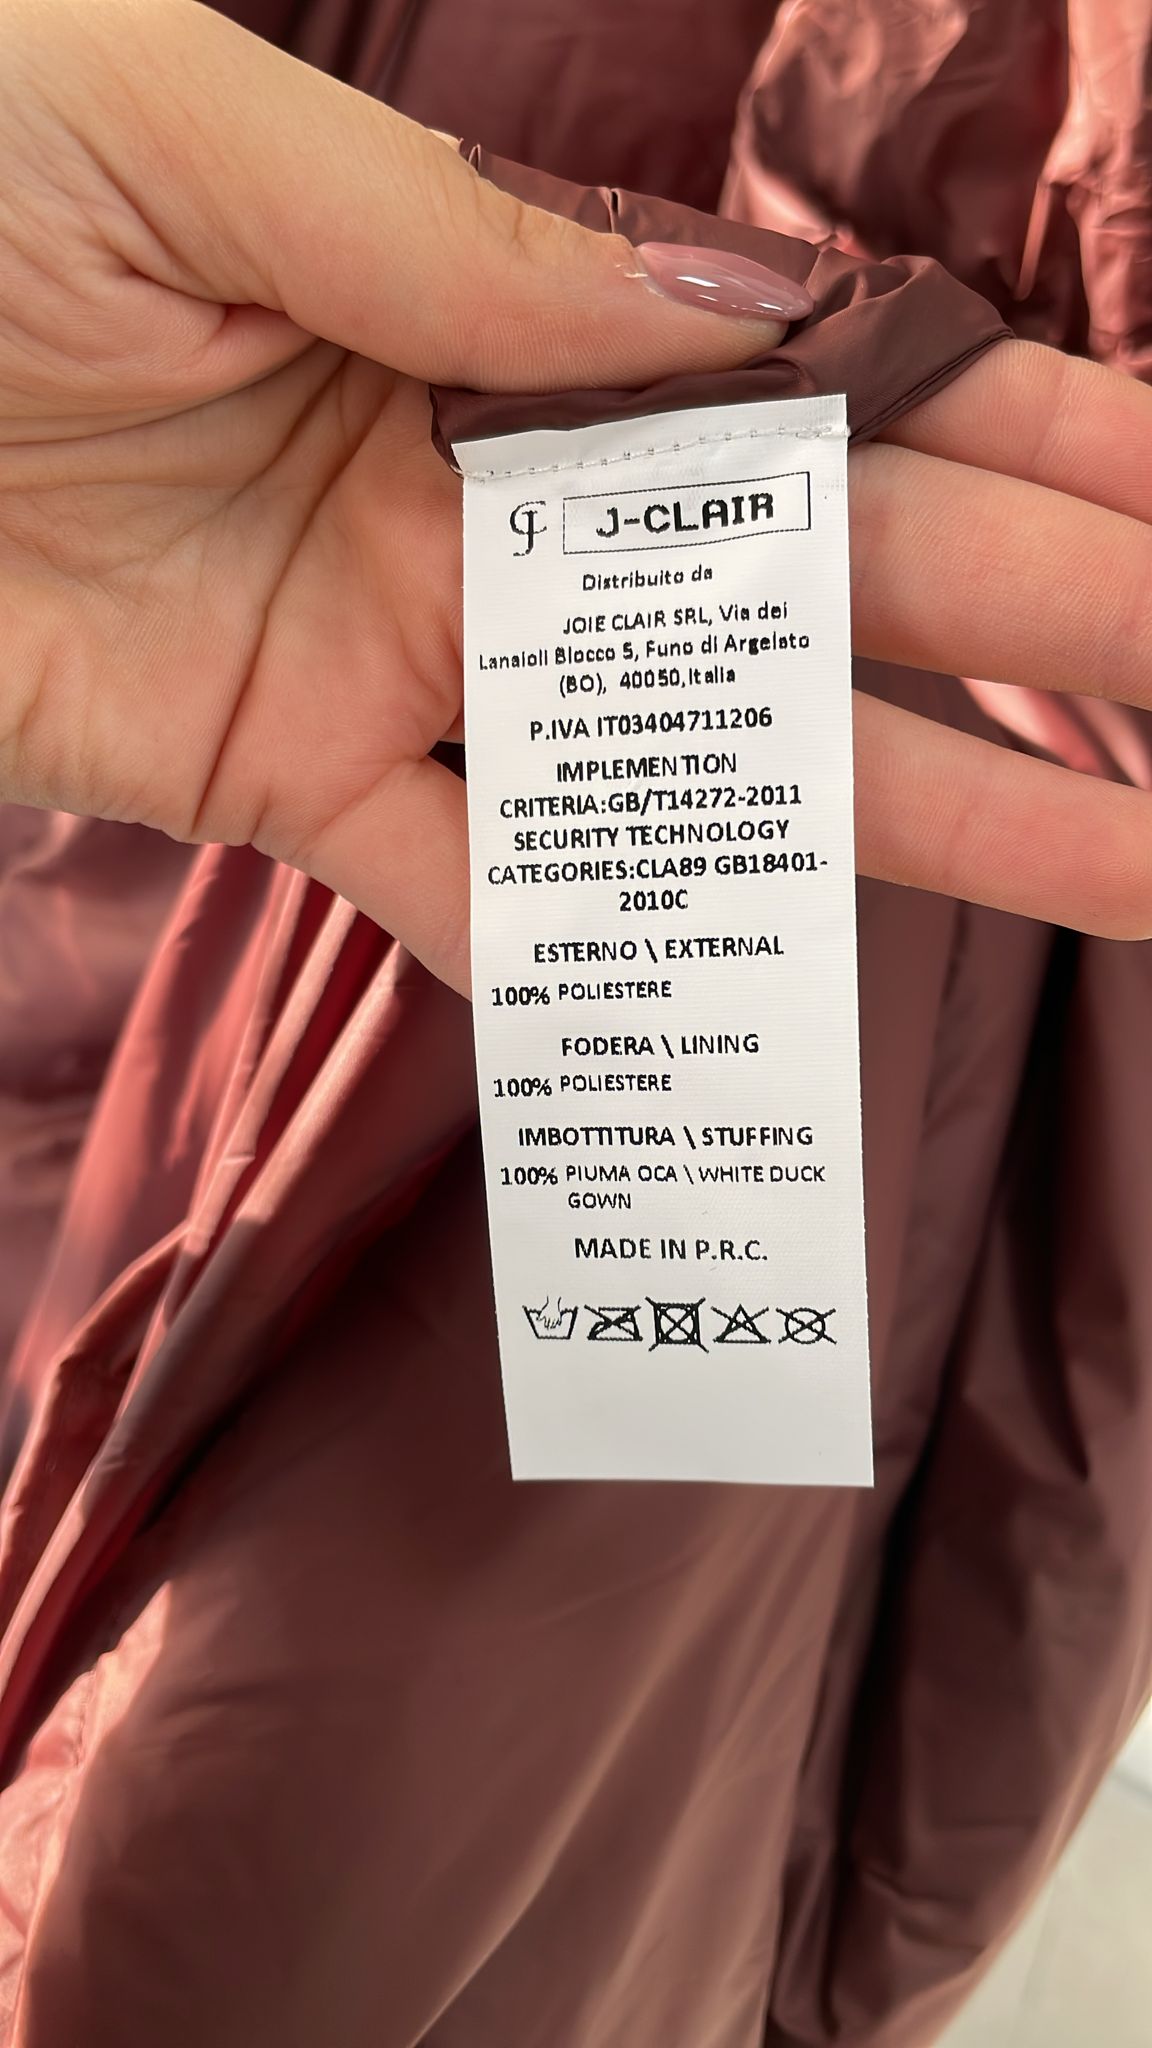 J-CLAIR
Distribuito da
JOIE CLAIR SRL, Via dei
Lanaioli Blocco 5, Funo di Argelato
(BO), 40050,Italia
P.IVA IT03404711206
IMPLEMENTION
CRITERIA:GB/T14272-2011
SECURITY TECHNOLOGY
CATEGORIES:CLA89 GB18401-
2010C
ESTERNO \ EXTERNAL
100% POLIESTERE
FODERA \ LINING
100% POLIESTERE
IMBOTTITURA \ STUFFING
100% PIUMA OCA \ WHITE DUCK
GOWN
MADE IN P.R.C.